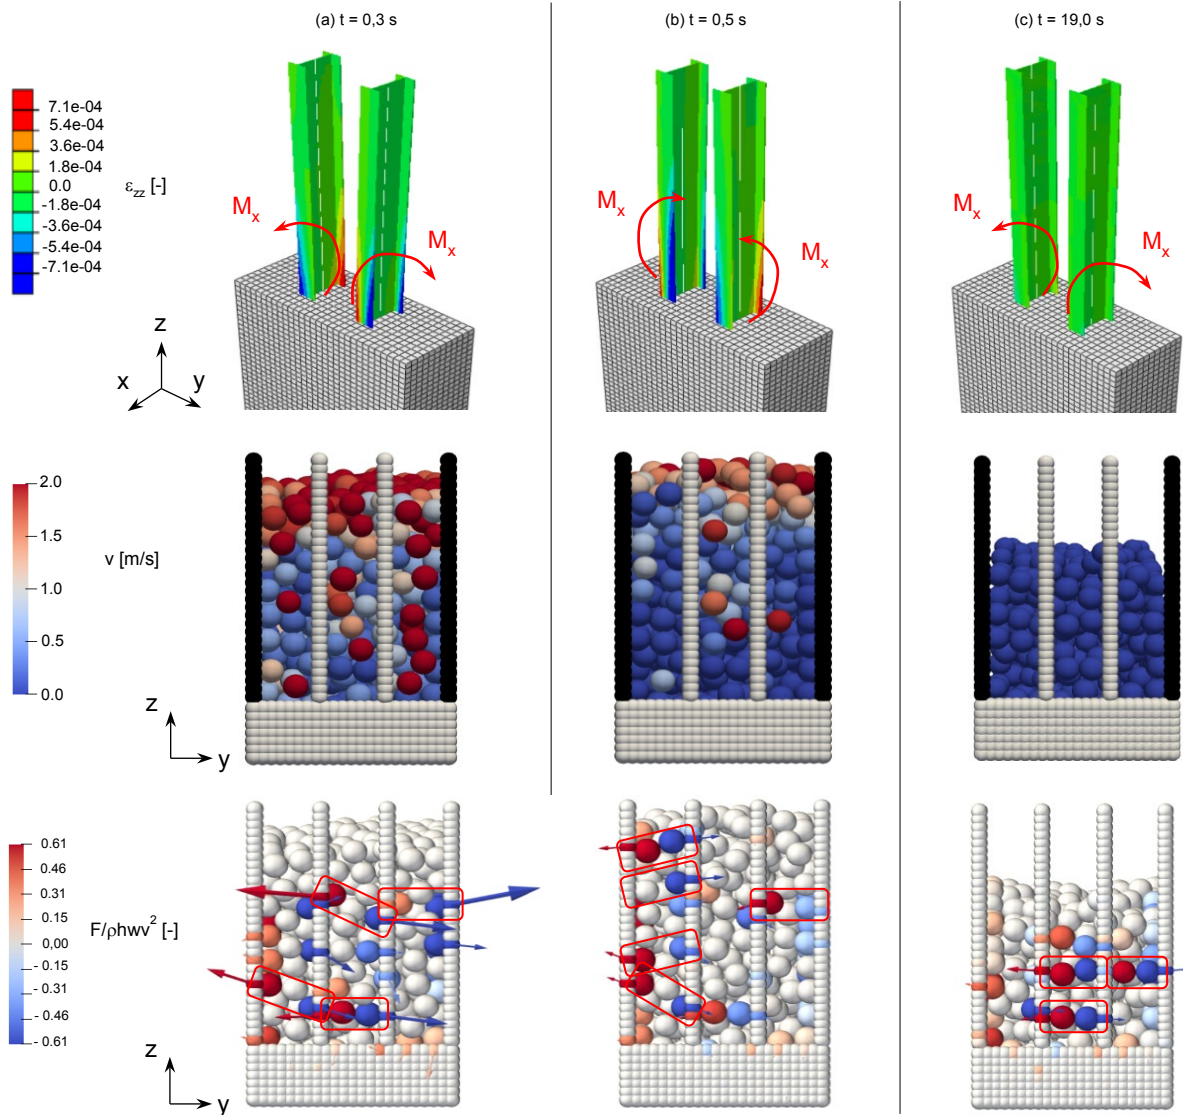 (a) t = 0,3 s
(b) t = 0,5 s
(c) t = 19,0 s
7.1e-04
5.4e-04
3.6e-04
1.8e-04
0.0
-1.8e-04
-3.6e-04
-5.4e-04
-7.1e-04
εzz [-]
Mx
Mx
Mx
Mx
Mx
Mx
z
x
y
2.0
1.5
1.0
0.5
0.0
v [m/s]
z
y
0.61
0.46
0.31
0.15
0,00
- 0.15
- 0.31
- 0.46
- 0.61
F/ρhwv² [-]
z
y